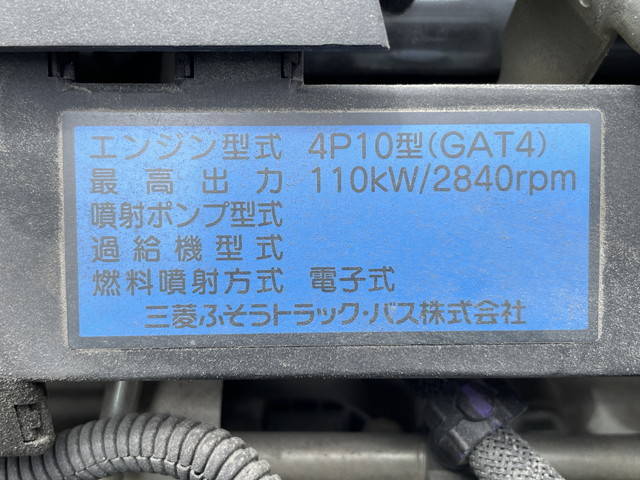 エンジン型式 4P10型(GAT4)
最高出力 110kW/2840rpm
噴射ポンプ型式
過給機型式
燃料噴射方式 電子式
三菱ふそうトラック・バス株式会社